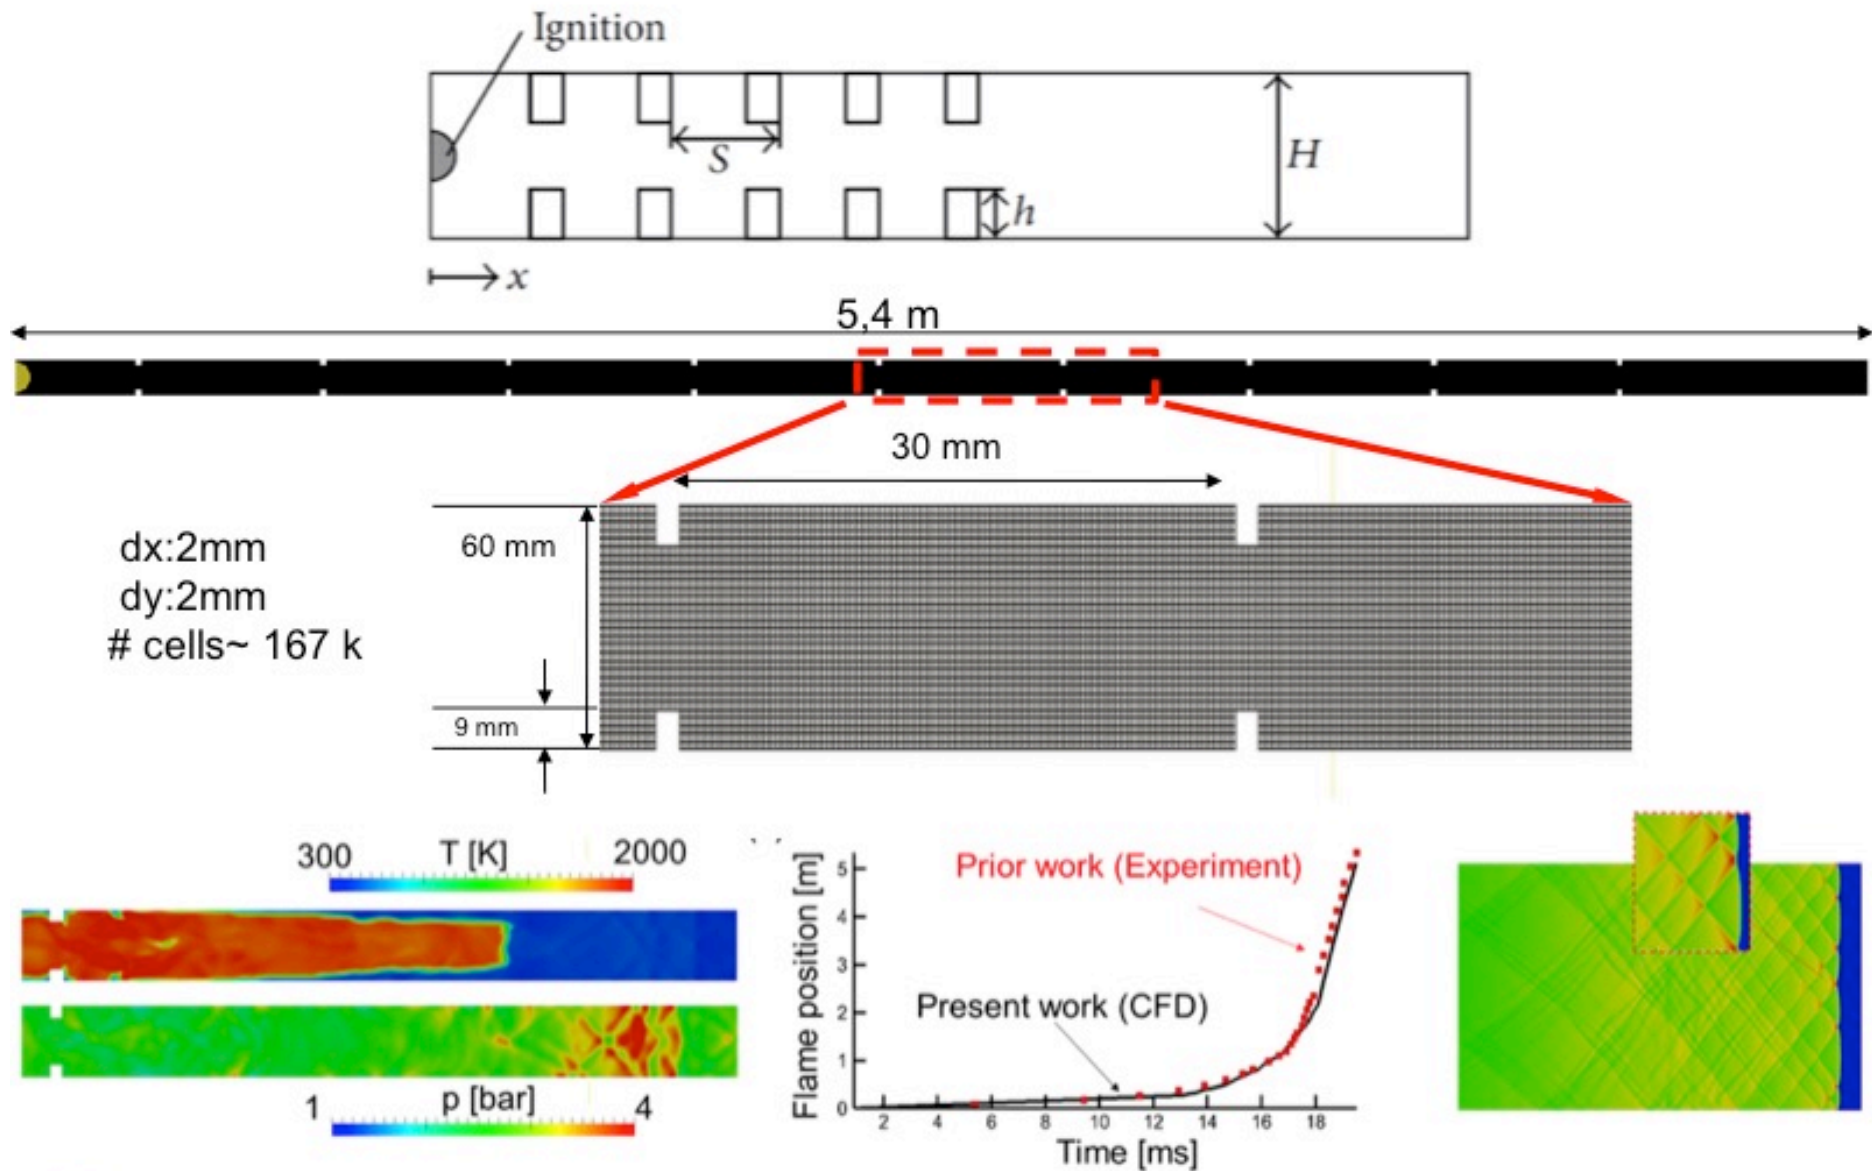 Ignition
S
H
h
x
5,4 m
30 mm
dx:2mm
dy:2mm
# cells~ 167 k
60 mm
9 mm
300 T [K] 2000
1 p [bar] 4
Flame position [m]
5
4
3
2
1
0
Prior work (Experiment)
Present work (CFD)
2 4 6 8 10 12 14 16 18
Time [ms]